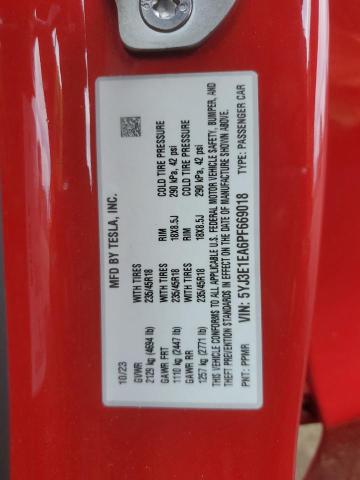 MFD BY TESLA, INC.
10/23
GVWR
2129 kg (4694 lb) WITH TIRES 235/45R18 RIM 18X8.5J COLD TIRE PRESSURE 290 kPa, 42 psi
GAWR FRT
1110 kg (2447 lb) WITH TIRES 235/45R18 RIM 18X8.5J COLD TIRE PRESSURE 290 kPa, 42 psi
GAWR RR
1257 kg (2771 lb)
THIS VEHICLE CONFORMS TO ALL APPLICABLE U.S. FEDERAL MOTOR VEHICLE SAFETY, BUMPER, AND
THEFT PREVENTION STANDARDS IN EFFECT ON THE DATE OF MANUFACTURE SHOWN ABOVE.
VIN: 5YJ3E1EA6PF669018
PNT: PPMR TYPE: PASSENGER CAR